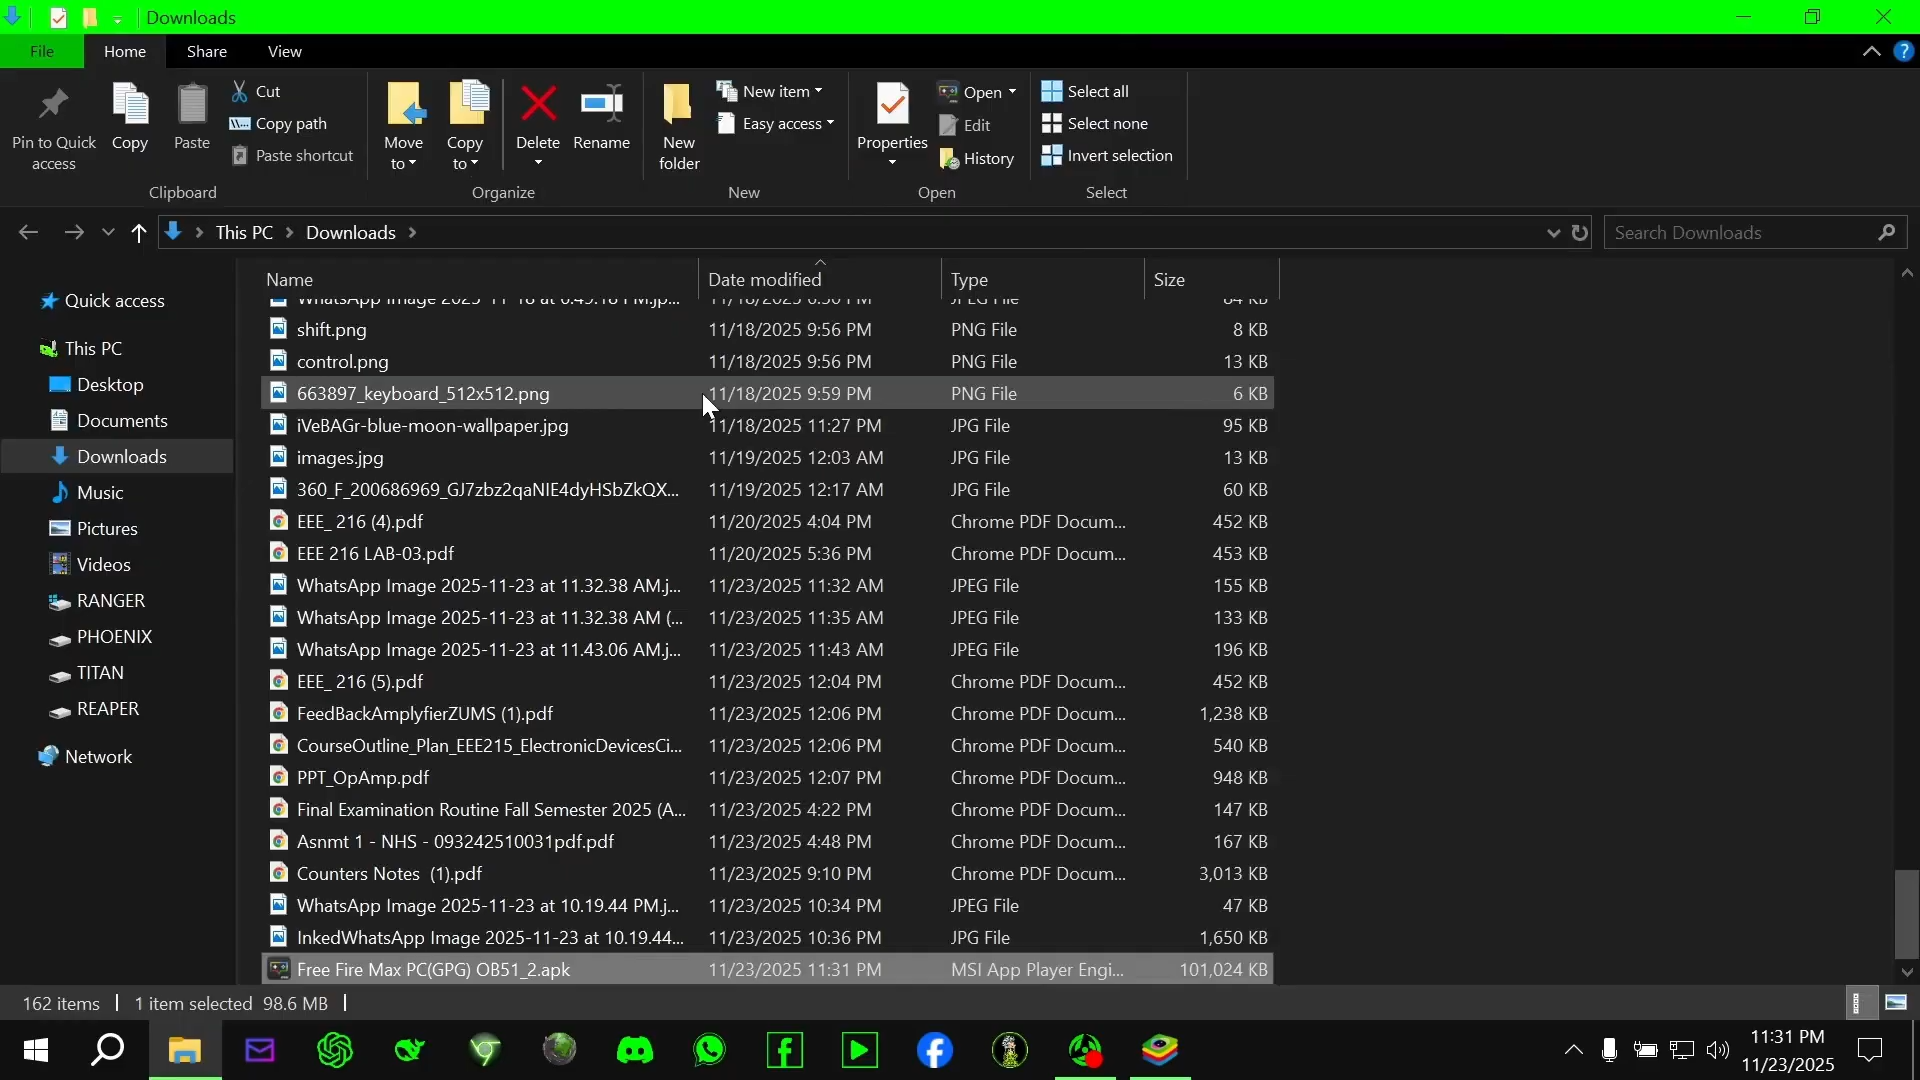 Downloads
File Home Share View
Pin to Quick access
Copy
Paste
Cut
Copy path
Paste shortcut
Clipboard
Move to
Copy to
Delete
Rename
Organize
New folder
New item
Easy access
New
Properties
Open
Edit
History
Open
Select all
Select none
Invert selection
Select
This PC Downloads
Search Downloads
Quick access
This PC
Desktop
Documents
Downloads
Music
Pictures
Videos
RANGER
PHOENIX
TITAN
REAPER
Network
Name Date modified Type Size
WhatsApp Image 2025-11-18 at 6.49.18 PM.jp... 11/18/2025 6:50 PM JPEG File 84 KB
shift.png 11/18/2025 9:56 PM PNG File 8 KB
control.png 11/18/2025 9:56 PM PNG File 13 KB
663897_keyboard_512x512.png 11/18/2025 9:59 PM PNG File 6 KB
iVeBAGr-blue-moon-wallpaper.jpg 11/18/2025 11:27 PM JPG File 95 KB
images.jpg 11/19/2025 12:03 AM JPG File 13 KB
360_F_200686969_GJ7zbz2qaNIE4dyHSbZkQX... 11/19/2025 12:17 AM JPG File 60 KB
EEE_ 216 (4).pdf 11/20/2025 4:04 PM Chrome PDF Docum... 452 KB
EEE 216 LAB-03.pdf 11/20/2025 5:36 PM Chrome PDF Docum... 453 KB
WhatsApp Image 2025-11-23 at 11.32.38 AM.j... 11/23/2025 11:32 AM JPEG File 155 KB
WhatsApp Image 2025-11-23 at 11.32.38 AM (... 11/23/2025 11:35 AM JPEG File 133 KB
WhatsApp Image 2025-11-23 at 11.43.06 AM.j... 11/23/2025 11:43 AM JPEG File 196 KB
EEE_ 216 (5).pdf 11/23/2025 12:04 PM Chrome PDF Docum... 452 KB
FeedBackAmplyfierZUMS (1).pdf 11/23/2025 12:06 PM Chrome PDF Docum... 1,238 KB
CourseOutline_Plan_EEE215_ElectronicDevicesCi... 11/23/2025 12:06 PM Chrome PDF Docum... 540 KB
PPT_OpAmp.pdf 11/23/2025 12:07 PM Chrome PDF Docum... 948 KB
Final Examination Routine Fall Semester 2025 (A... 11/23/2025 4:22 PM Chrome PDF Docum... 147 KB
Asnmt 1 - NHS - 093242510031pdf.pdf 11/23/2025 4:48 PM Chrome PDF Docum... 167 KB
Counters Notes  (1).pdf 11/23/2025 9:10 PM Chrome PDF Docum... 3,013 KB
WhatsApp Image 2025-11-23 at 10.19.44 PM.j... 11/23/2025 10:34 PM JPEG File 47 KB
InkedWhatsApp Image 2025-11-23 at 10.19.44... 11/23/2025 10:36 PM JPG File 1,650 KB
Free Fire Max PC(GPG) OB51_2.apk 11/23/2025 11:31 PM MSI App Player Engi... 101,024 KB
162 items 1 item selected 98.6 MB
11:31 PM
11/23/2025